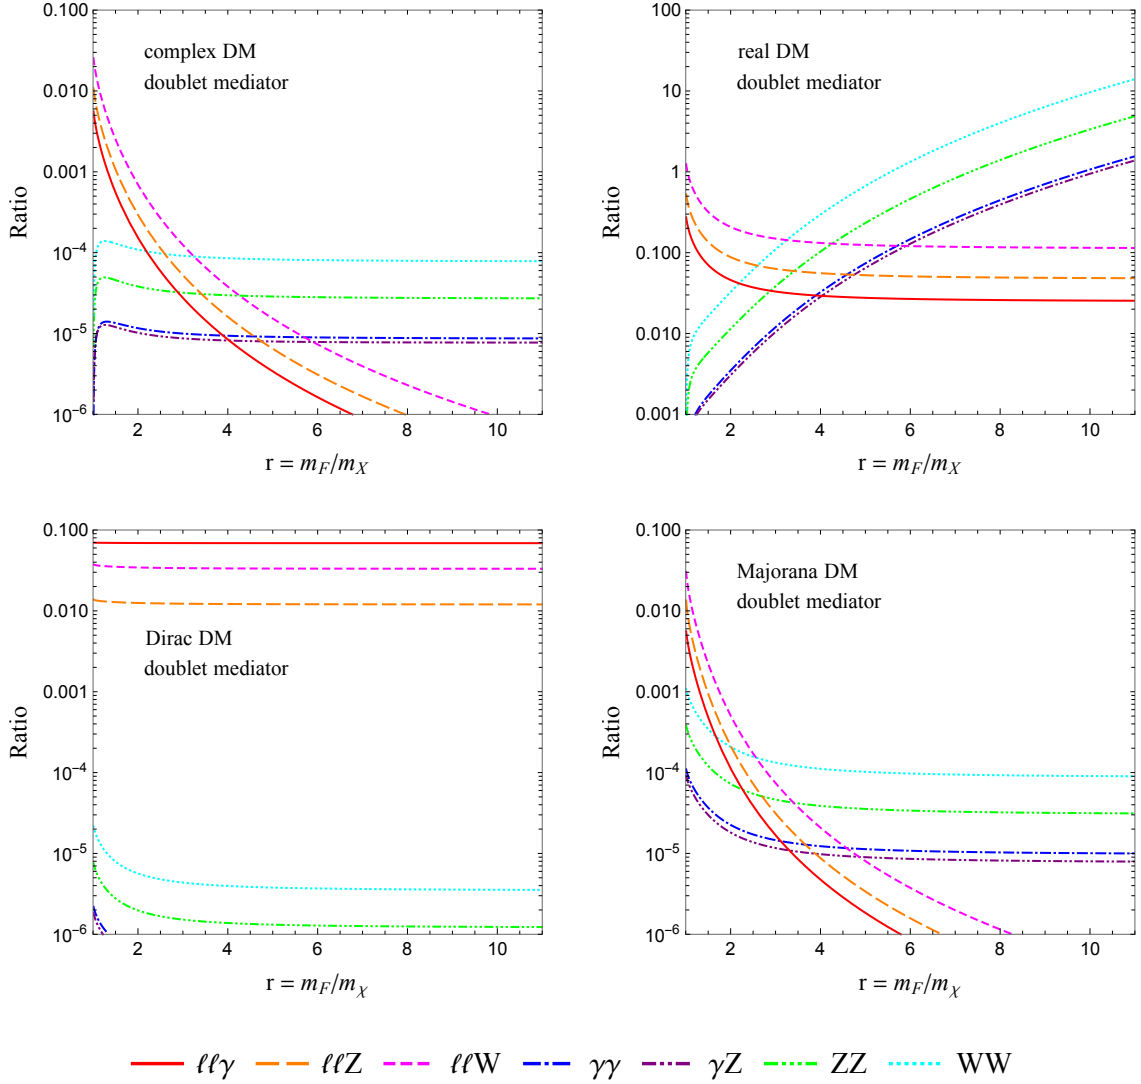 complex DM
doublet mediator
0.100
0.010
0.001
10⁻⁴
10⁻⁵
10⁻⁶
Ratio
2 4 6 8 10
r = m_F/m_X
real DM
doublet mediator
100
10
1
0.100
0.010
0.001
Ratio
2 4 6 8 10
r = m_F/m_X
Dirac DM
doublet mediator
0.100
0.010
0.001
10⁻⁴
10⁻⁵
10⁻⁶
Ratio
2 4 6 8 10
r = m_F/m_χ
Majorana DM
doublet mediator
0.100
0.010
0.001
10⁻⁴
10⁻⁵
10⁻⁶
Ratio
2 4 6 8 10
r = m_F/m_χ
ℓℓγ ℓℓZ ℓℓW γγ γZ ZZ WW